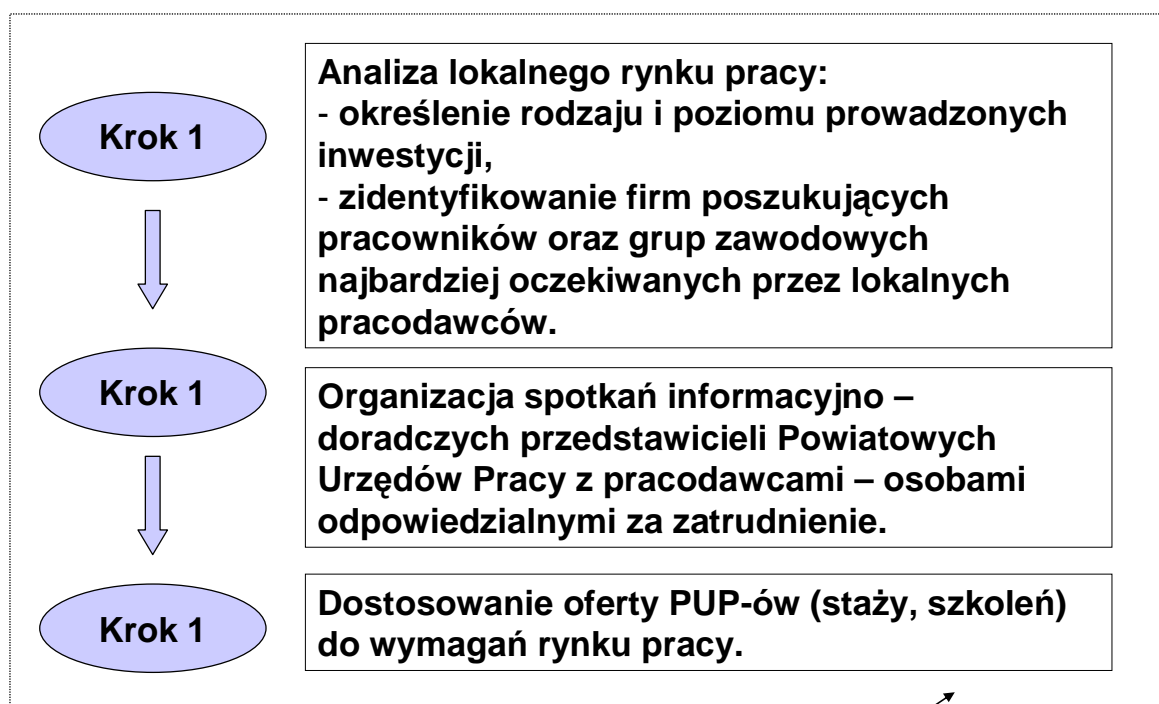 Krok 1
Analiza lokalnego rynku pracy:
- określenie rodzaju i poziomu prowadzonych
inwestycji,
- zidentyfikowanie firm poszukujących
pracowników oraz grup zawodowych
najbardziej oczekiwanych przez lokalnych
pracodawców.
Krok 1
Organizacja spotkań informacyjno –
doradczych przedstawicieli Powiatowych
Urzędów Pracy z pracodawcami – osobami
odpowiedzialnymi za zatrudnienie.
Krok 1
Dostosowanie oferty PUP-ów (staży, szkoleń)
do wymagań rynku pracy.